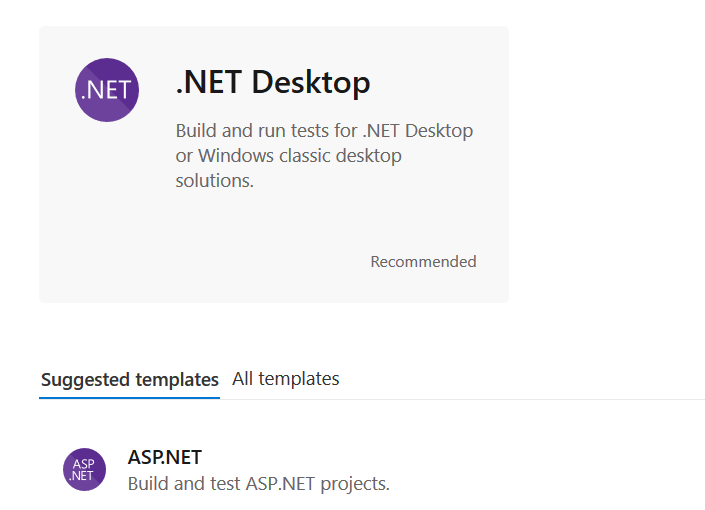 .NET
.NET Desktop
Build and run tests for .NET Desktop
or Windows classic desktop
solutions.
Recommended
Suggested templates All templates
ASP
.NET
ASP.NET
Build and test ASP.NET projects.